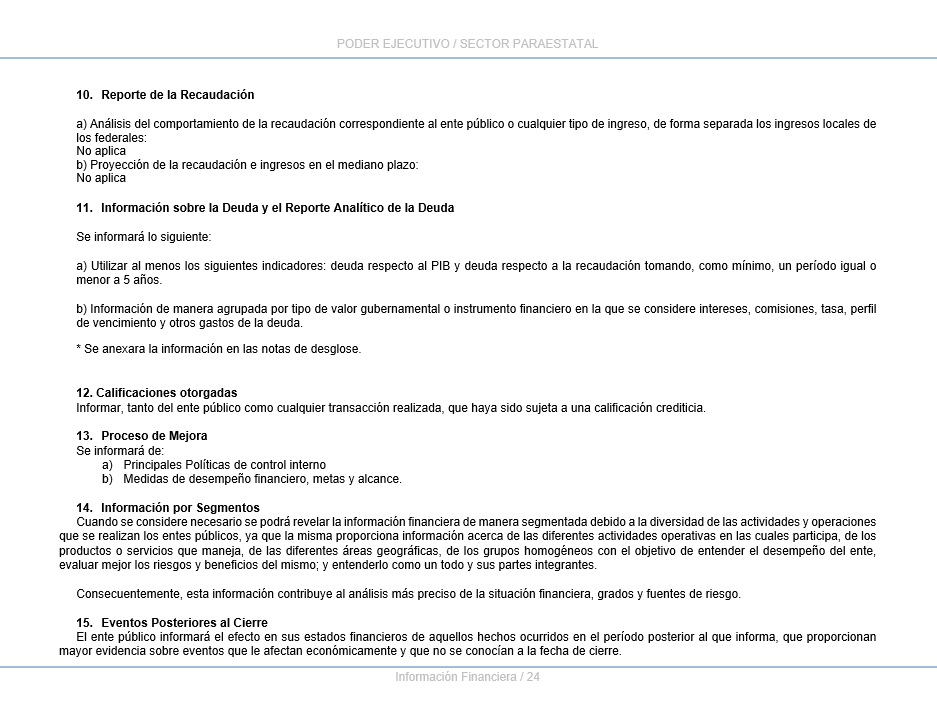 PODER EJECUTIVO / SECTOR PARAESTATAL
10. Reporte de la Recaudación
a) Análisis del comportamiento de la recaudación correspondiente al ente público o cualquier tipo de ingreso, de forma separada los ingresos locales de
los federales:
No aplica
b) Proyección de la recaudación e ingresos en el mediano plazo:
No aplica
11. Información sobre la Deuda y el Reporte Analítico de la Deuda
Se informará lo siguiente:
a) Utilizar al menos los siguientes indicadores: deuda respecto al PIB y deuda respecto a la recaudación tomando, como mínimo, un período igual o
menor a 5 años.
b) Información de manera agrupada por tipo de valor gubernamental o instrumento financiero en la que se considere intereses, comisiones, tasa, perfil
de vencimiento y otros gastos de la deuda.
* Se anexara la información en las notas de desglose.
12. Calificaciones otorgadas
Informar, tanto del ente público como cualquier transacción realizada, que haya sido sujeta a una calificación crediticia.
13. Proceso de Mejora
Se informará de:
a) Principales Políticas de control interno
b) Medidas de desempeño financiero, metas y alcance.
14. Información por Segmentos
Cuando se considere necesario se podrá revelar la información financiera de manera segmentada debido a la diversidad de las actividades y operaciones
que se realizan los entes públicos, ya que la misma proporciona información acerca de las diferentes actividades operativas en las cuales participa, de los
productos o servicios que maneja, de las diferentes áreas geográficas, de los grupos homogéneos con el objetivo de entender el desempeño del ente,
evaluar mejor los riesgos y beneficios del mismo; y entenderlo como un todo y sus partes integrantes.
Consecuentemente, esta información contribuye al análisis más preciso de la situación financiera, grados y fuentes de riesgo.
15. Eventos Posteriores al Cierre
El ente público informará el efecto en sus estados financieros de aquellos hechos ocurridos en el período posterior al que informa, que proporcionan
mayor evidencia sobre eventos que le afectan económicamente y que no se conocían a la fecha de cierre.
Información Financiera / 24